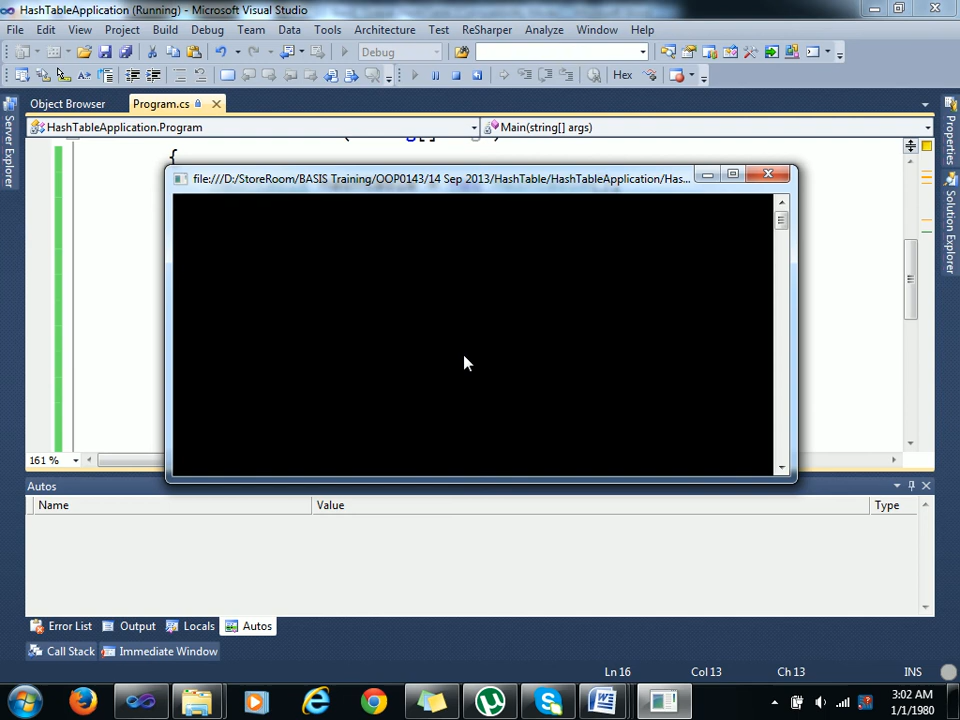 HashTableApplication (Running) - Microsoft Visual Studio
File Edit View Project Build Debug Team Data Tools Architecture Test ReSharper Analyze Window Help
Debug
Hex
Object Browser Program.cs
HashTableApplication.Program Main(string[] args)
{
file:///D:/StoreRoom/BASIS Training/OOP0143/14 Sep 2013/HashTable/HashTableApplication/Has...
Server Explorer
Properties
Solution Explorer
161 %
Autos
Name Value Type
Error List Output Locals Autos
Call Stack Immediate Window
Ln 16 Col 13 Ch 13 INS
3:02 AM
1/1/1980